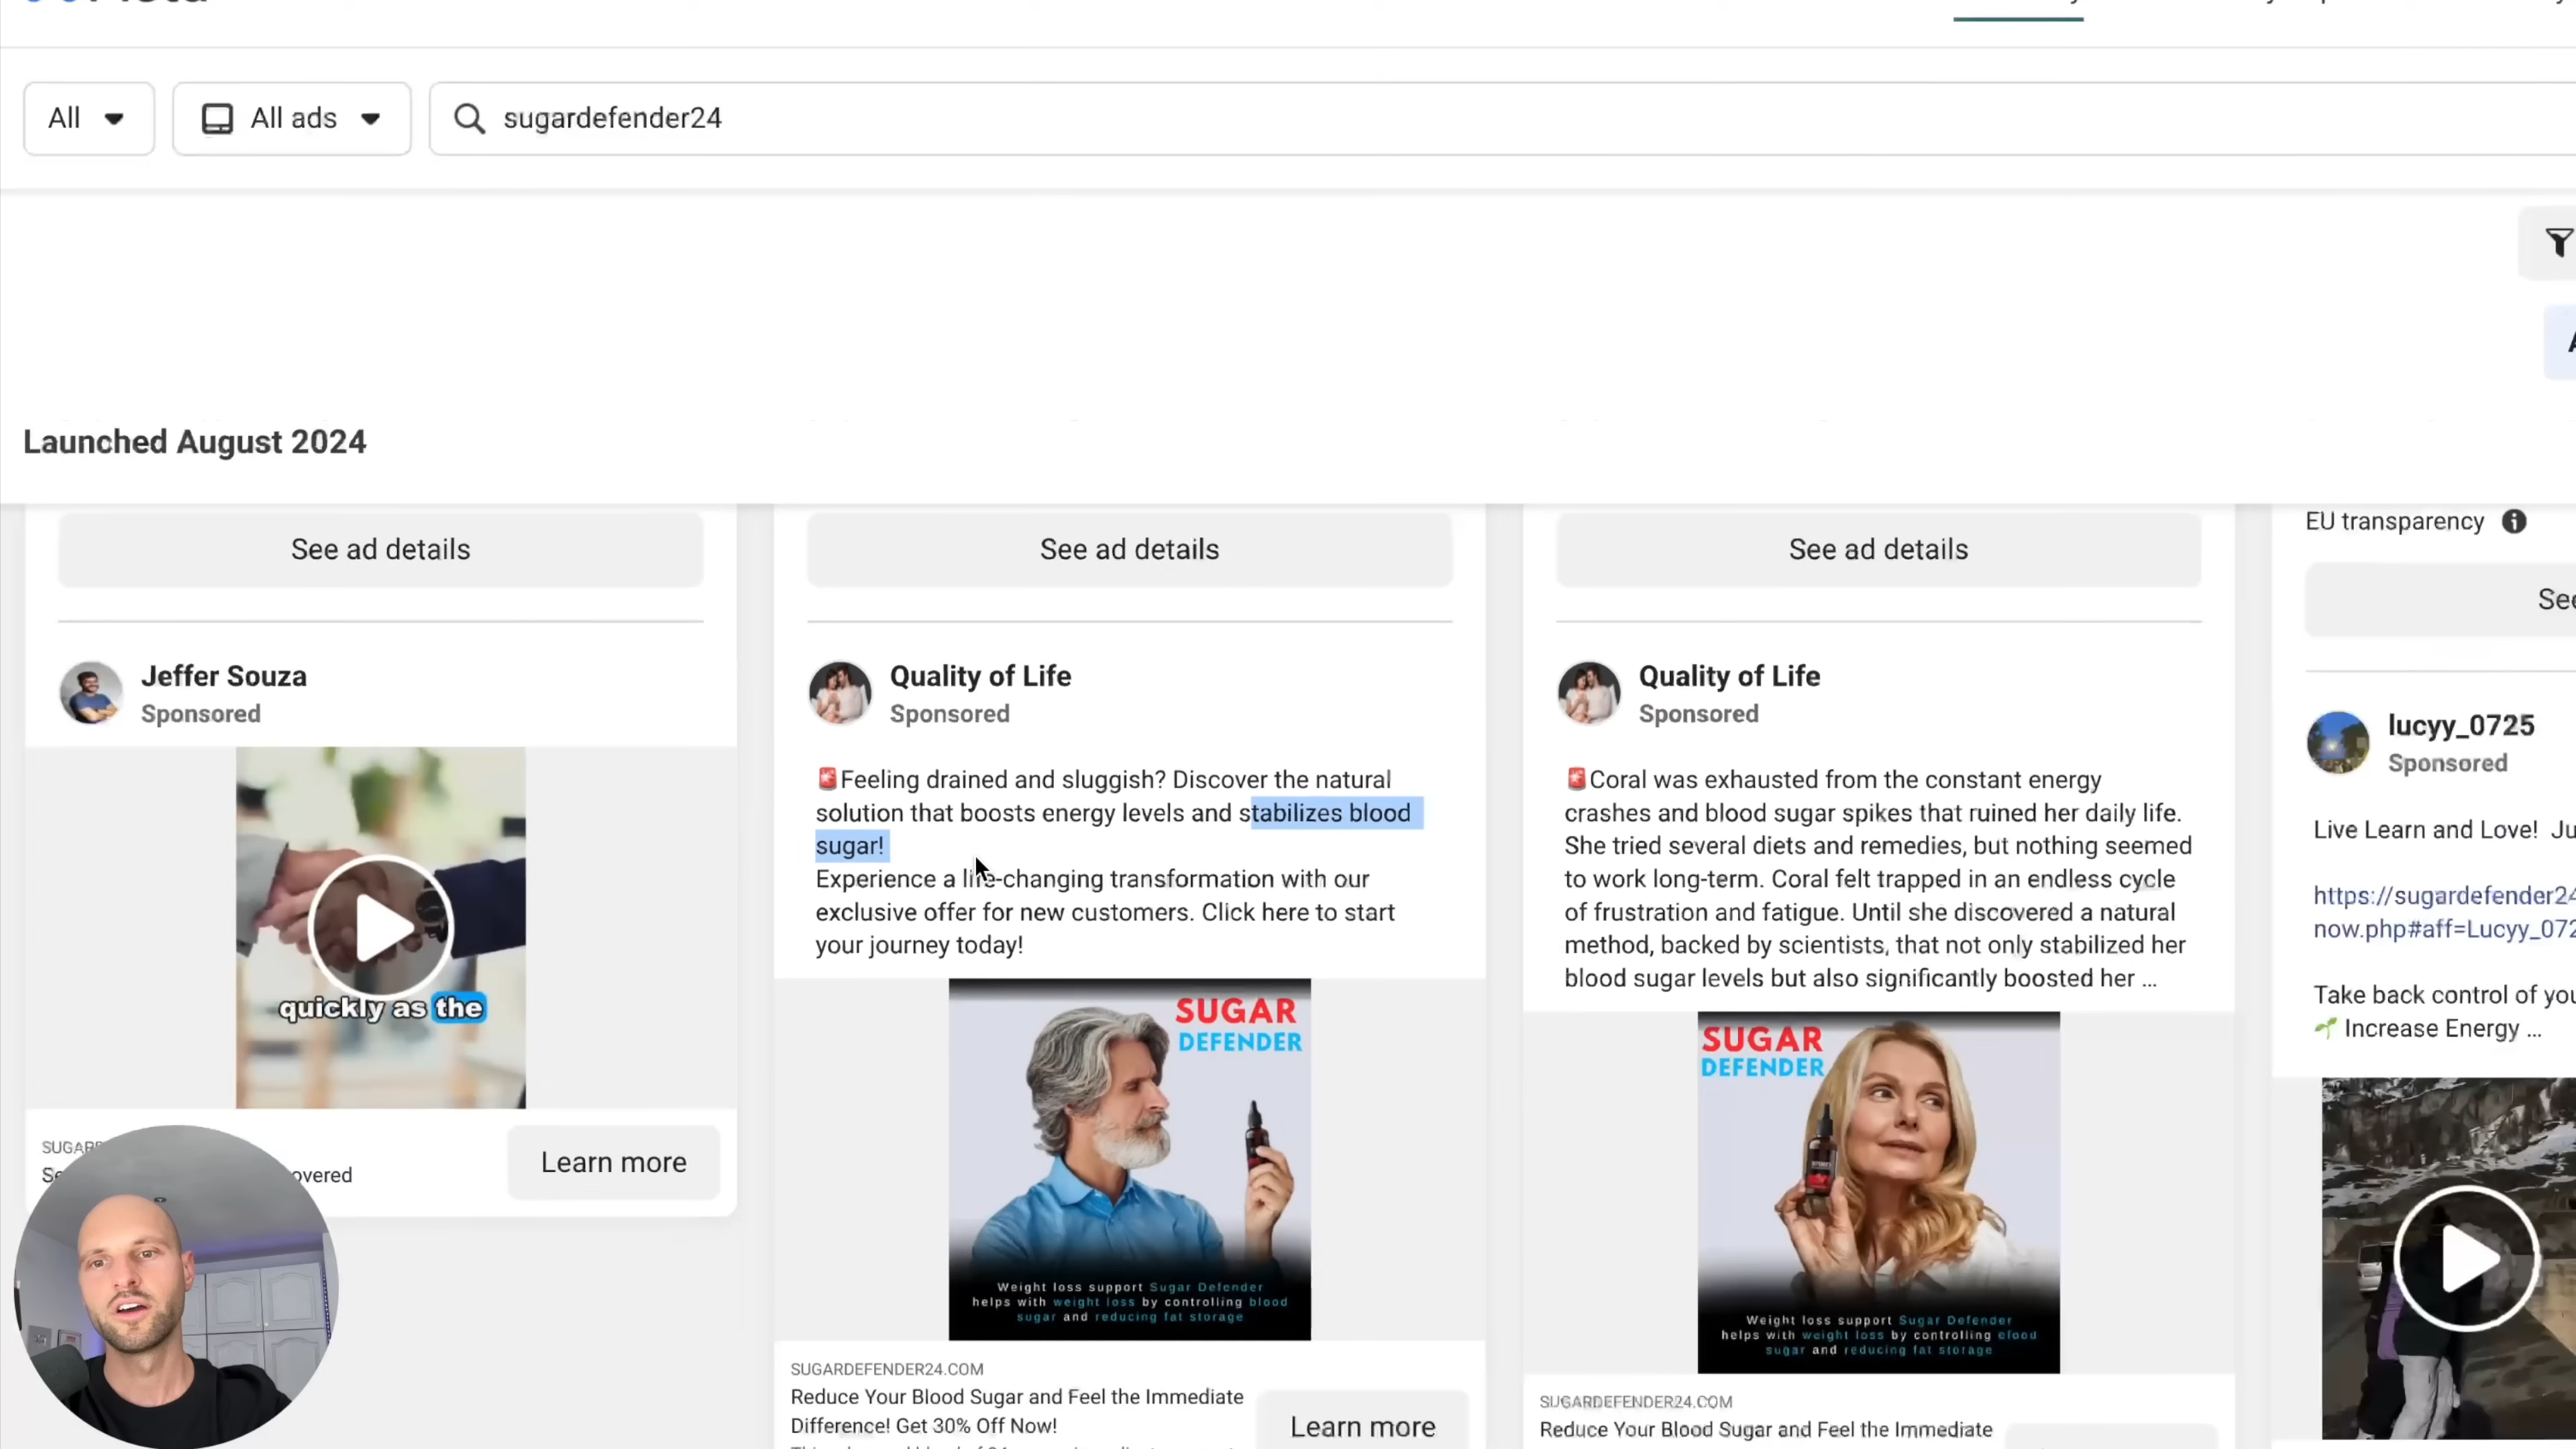 All
All ads
sugardefender24
Launched August 2024
See ad details
Jeffer Souza
Sponsored
quickly as the
overed
Learn more
See ad details
Quality of Life
Sponsored
🚨Feeling drained and sluggish? Discover the natural
solution that boosts energy levels and stabilizes blood
sugar!
Experience a life-changing transformation with our
exclusive offer for new customers. Click here to start
your journey today!
SUGAR
DEFENDER
Weight loss support Sugar Defender
helps with weight loss by controlling blood
sugar and reducing fat storage
SUGARDEFENDER24.COM
Reduce Your Blood Sugar and Feel the Immediate
Difference! Get 30% Off Now!
Learn more
See ad details
Quality of Life
Sponsored
🚨Coral was exhausted from the constant energy
crashes and blood sugar spikes that ruined her daily life.
She tried several diets and remedies, but nothing seemed
to work long-term. Coral felt trapped in an endless cycle
of frustration and fatigue. Until she discovered a natural
method, backed by scientists, that not only stabilized her
blood sugar levels but also significantly boosted her ...
SUGAR
DEFENDER
Weight loss support Sugar Defender
helps with weight loss by controlling blood
sugar and reducing fat storage
SUGARDEFENDER24.COM
Reduce Your Blood Sugar and Feel the Immediate
EU transparency
See
lucyy_0725
Sponsored
Live Learn and Love! Ju
https://sugardefender24
now.php#aff=Lucyy_072
Take back control of you
🌱 Increase Energy ...